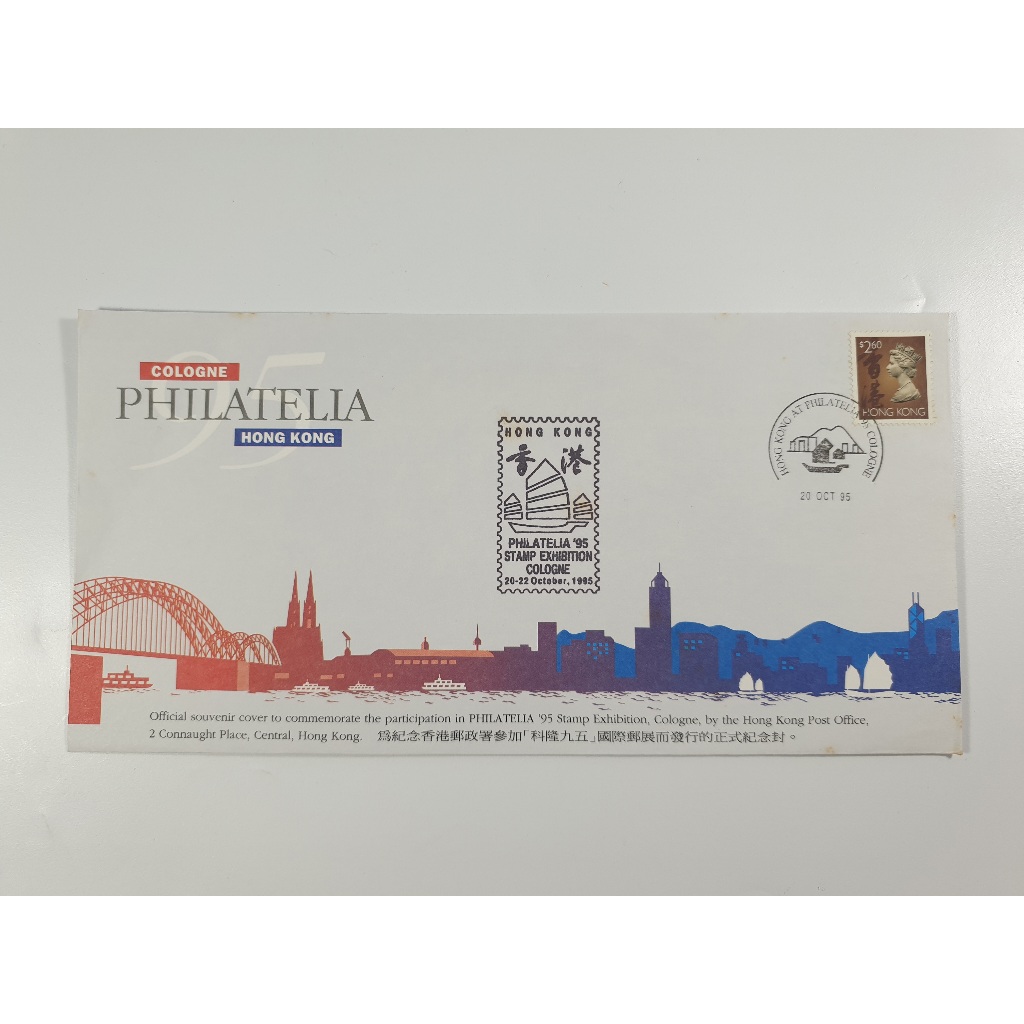 95
COLOGNE
PHILATELIA
HONG KONG
$2.60
香港
HONG KONG
HONG KONG AT PHILATELIA '95 COLOGNE
20 OCT 95
HONG KONG
香港
PHILATELIA '95
STAMP EXHIBITION
COLOGNE
20-22 October, 1995
Official souvenir cover to commemorate the participation in PHILATELIA '95 Stamp Exhibition, Cologne, by the Hong Kong Post Office,
2 Connaught Place, Central, Hong Kong. 爲紀念香港郵政署參加「科隆九五」國際郵展而發行的正式紀念封。